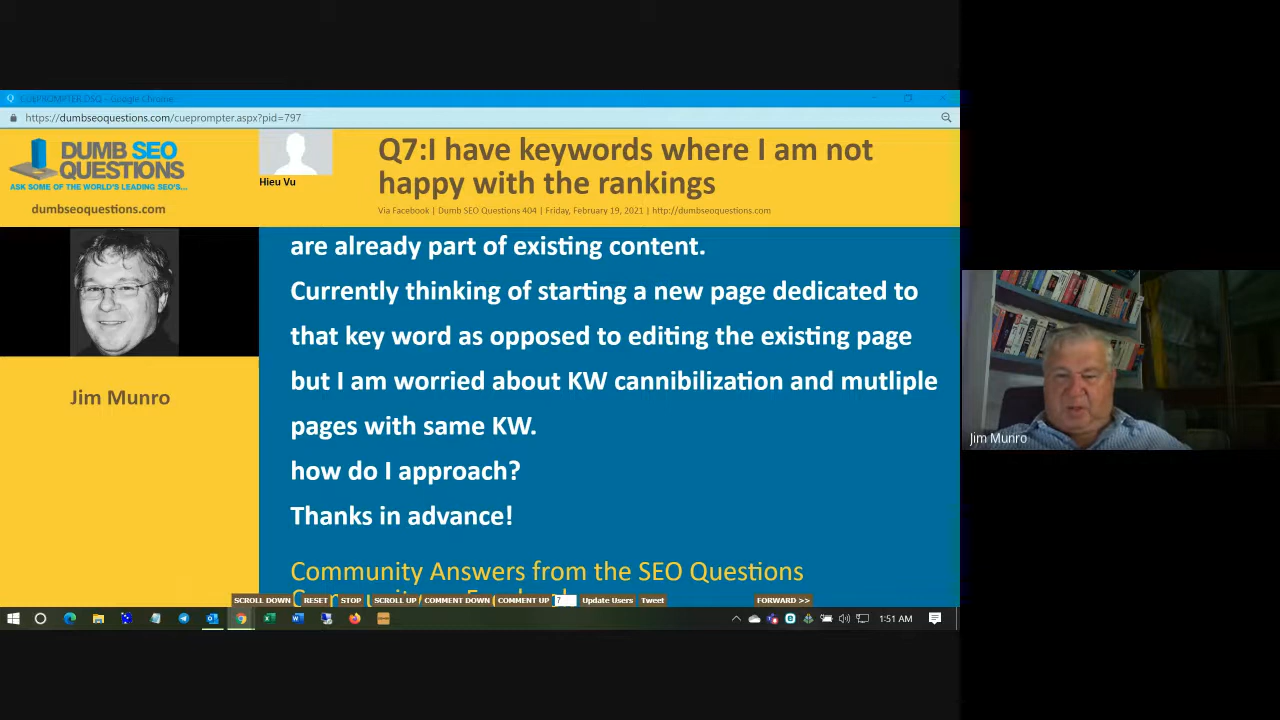 https://dumbseoquestions.com/cueprompter.aspx?pid=797
DUMB SEO
QUESTIONS
ASK SOME OF THE WORLD'S LEADING SEO'S...
dumbseoquestions.com
Hieu Vu
Q7:I have keywords where I am not
happy with the rankings
Via Facebook | Dumb SEO Questions 404 | Friday, February 19, 2021 | http://dumbseoquestions.com
Jim Munro
are already part of existing content.
Currently thinking of starting a new page dedicated to
that key word as opposed to editing the existing page
but I am worried about KW cannibilization and mutliple
pages with same KW.
how do I approach?
Thanks in advance!
Community Answers from the SEO Questions
SCROLL DOWN RESET STOP SCROLL UP COMMENT DOWN COMMENT UP 7 Update Users Tweet FORWARD >>
1:51 AM
Jim Munro